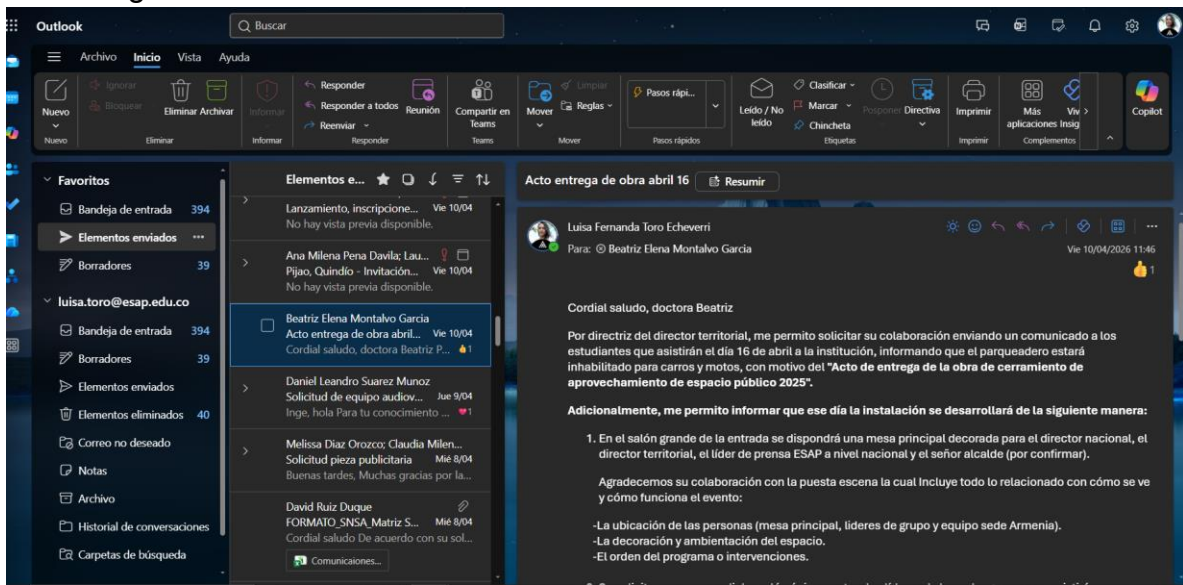 Outlook
Buscar
Archivo Inicio Vista Ayuda
Nuevo
Ignorar
Bloquear
Eliminar Archivar
Informar
Responder
Responder a todos
Reenviar
Reunión
Compartir en Teams
Mover
Limpiar
Reglas
Pasos rápi...
Leído / No leído
Clasificar
Marcar
Chincheta
Posponer Directiva
Imprimir
Más aplicaciones
Viv
Insig
Copilot
Nuevo Eliminar Informar Responder Teams Mover Pasos rápidos Etiquetas Imprimir Complementos
Favoritos
Bandeja de entrada 394
Elementos enviados ...
Borradores 39
luisa.toro@esap.edu.co
Bandeja de entrada 394
Borradores 39
Elementos enviados
Elementos eliminados 40
Correo no deseado
Notas
Archivo
Historial de conversaciones
Carpetas de búsqueda
Elementos e...
Lanzamiento, inscripcione... Vie 10/04
No hay vista previa disponible.
Ana Milena Pena Davila; Lau...
Pijao, Quindío - Invitación... Vie 10/04
No hay vista previa disponible.
Beatriz Elena Montalvo Garcia
Acto entrega de obra abril... Vie 10/04
Cordial saludo, doctora Beatriz P... 1
Daniel Leandro Suarez Munoz
Solicitud de equipo audiov... Jue 9/04
Inge, hola Para tu conocimiento ... 1
Melissa Diaz Orozco; Claudia Milen...
Solicitud pieza publicitaria Mié 8/04
Buenas tardes, Muchas gracias por la...
David Ruiz Duque
FORMATO_SNSA_Matriz S... Mié 8/04
Cordial saludo De acuerdo con su sol...
Comunicaiones...
Acto entrega de obra abril 16 Resumir
Luisa Fernanda Toro Echeverri
Para: Beatriz Elena Montalvo Garcia
Vie 10/04/2026 11:46
1
Cordial saludo, doctora Beatriz
Por directriz del director territorial, me permito solicitar su colaboración enviando un comunicado a los
estudiantes que asistirán el día 16 de abril a la institución, informando que el parqueadero estará
inhabilitado para carros y motos, con motivo del "Acto de entrega de la obra de cerramiento de
aprovechamiento de espacio público 2025".
Adicionalmente, me permito informar que ese día la instalación se desarrollará de la siguiente manera:
1. En el salón grande de la entrada se dispondrá una mesa principal decorada para el director nacional, el
director territorial, el líder de prensa ESAP a nivel nacional y el señor alcalde (por confirmar).
Agradecemos su colaboración con la puesta escena la cual Incluye todo lo relacionado con cómo se ve
y cómo funciona el evento:
-La ubicación de las personas (mesa principal, lideres de grupo y equipo sede Armenia).
-La decoración y ambientación del espacio.
-El orden del programa o intervenciones.